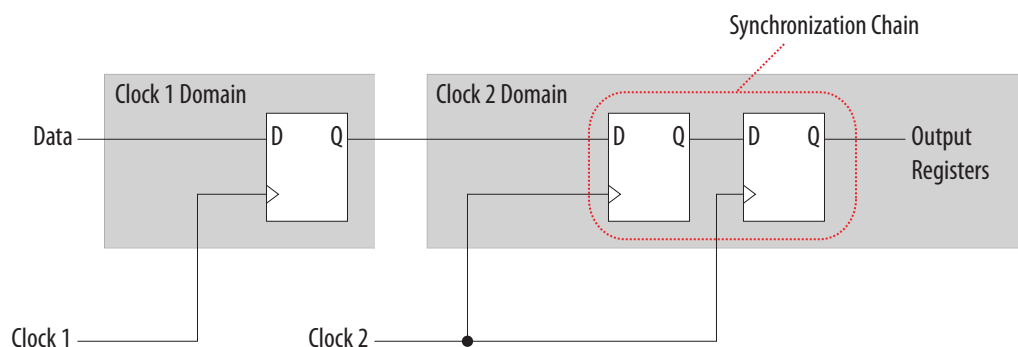 Synchronization Chain
Clock 1 Domain
Clock 2 Domain
Data
D
Q
D
Q
D
Q
Output
Registers
Clock 1
Clock 2